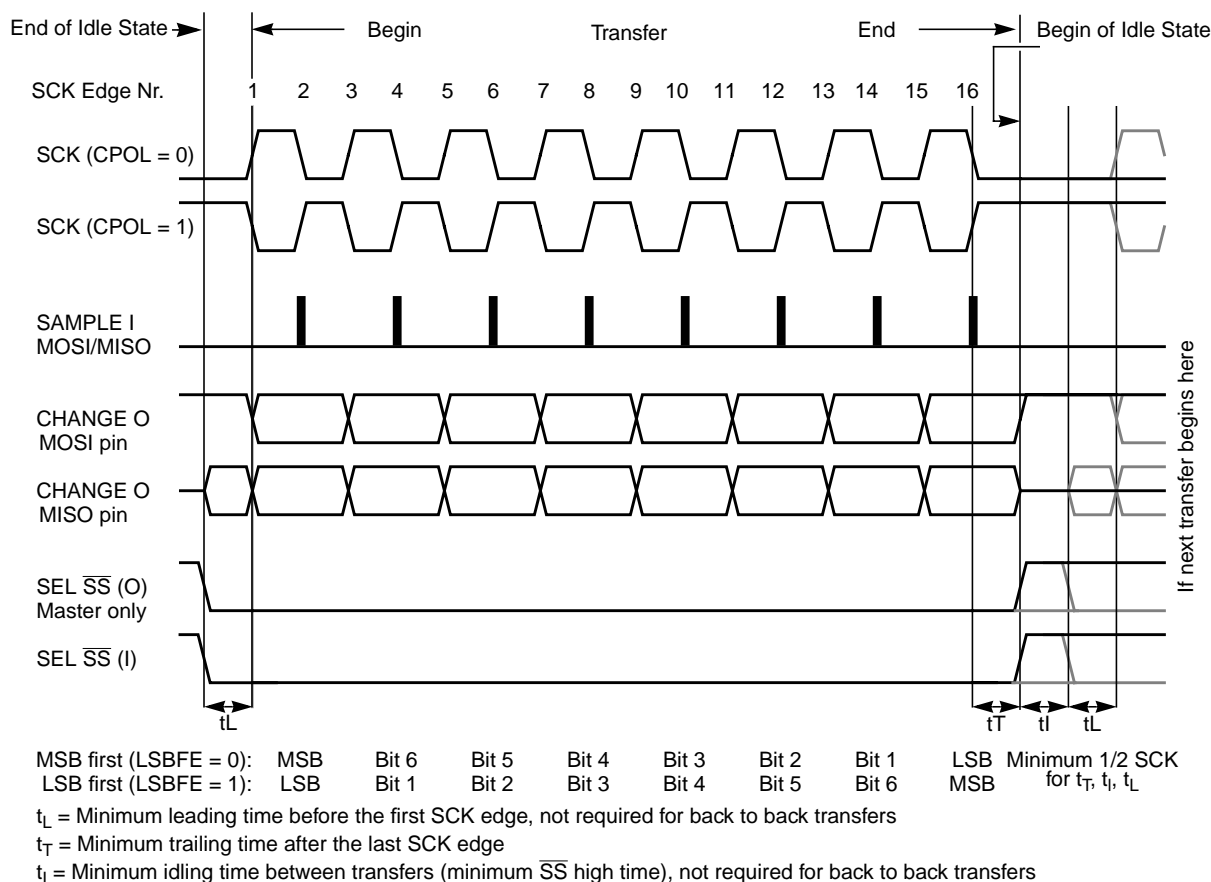 End of Idle State
Begin
Transfer
End
Begin of Idle State
SCK Edge Nr.
1 2 3 4 5 6 7 8 9 10 11 12 13 14 15 16
SCK (CPOL = 0)
SCK (CPOL = 1)
SAMPLE I
MOSI/MISO
CHANGE O
MOSI pin
CHANGE O
MISO pin
SEL SS (O)
Master only
SEL SS (I)
If next transfer begins here
tL
tT tI tL
MSB first (LSBFE = 0): MSB Bit 6 Bit 5 Bit 4 Bit 3 Bit 2 Bit 1 LSB Minimum 1/2 SCK
LSB first (LSBFE = 1): LSB Bit 1 Bit 2 Bit 3 Bit 4 Bit 5 Bit 6 MSB for tT, tI, tL
tL = Minimum leading time before the first SCK edge, not required for back to back transfers
tT = Minimum trailing time after the last SCK edge
tI = Minimum idling time between transfers (minimum SS high time), not required for back to back transfers